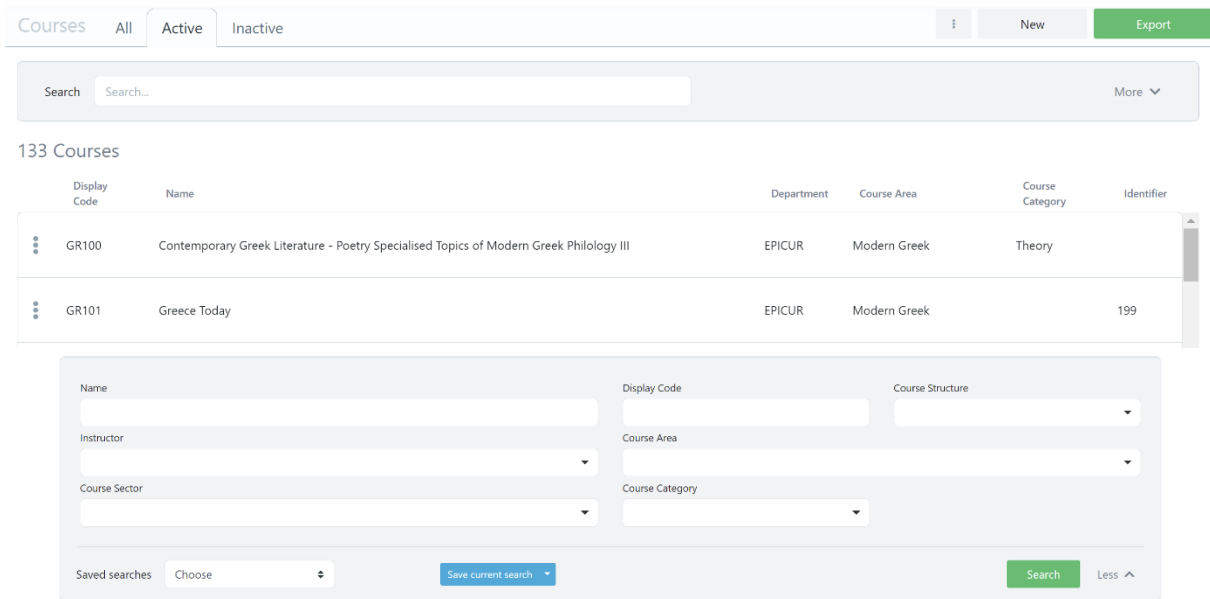 Courses All Active Inactive New Export
Search Search... More
133 Courses
Display Code Name Department Course Area Course Category Identifier
GR100 Contemporary Greek Literature - Poetry Specialised Topics of Modern Greek Philology III EPICUR Modern Greek Theory
GR101 Greece Today EPICUR Modern Greek 199
Name Display Code Course Structure
Instructor Course Area
Course Sector Course Category
Saved searches Choose Save current search Search Less